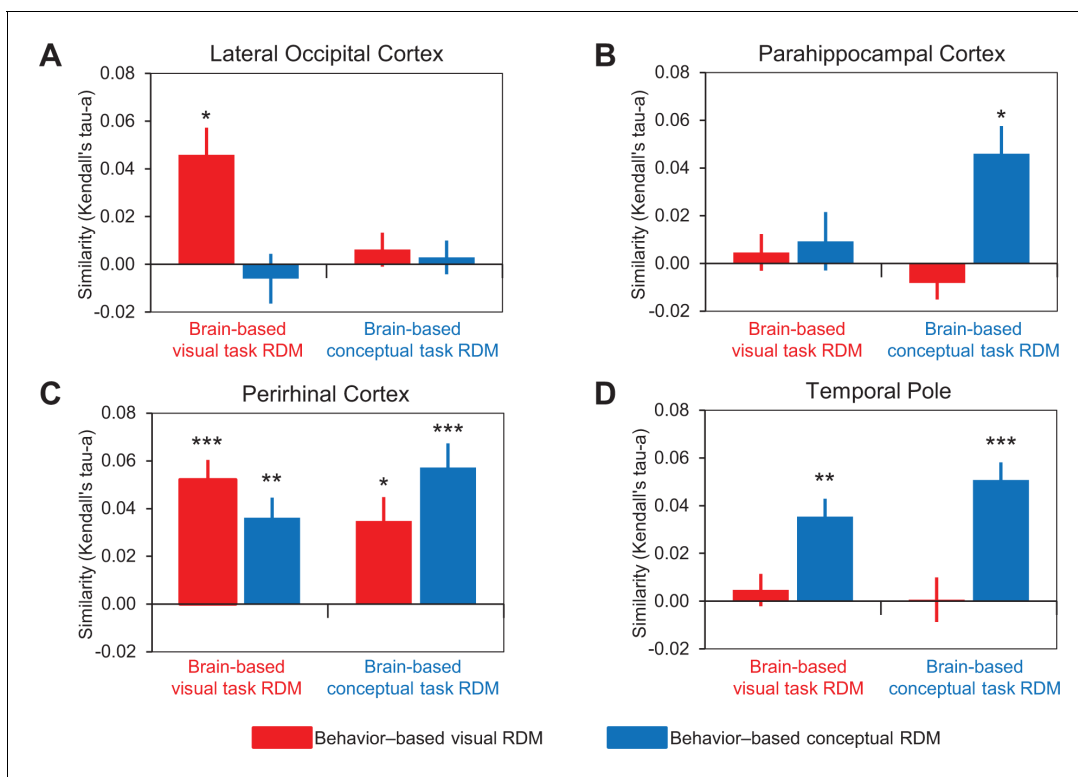 A
Lateral Occipital Cortex
Similarity (Kendall's tau-a)
0.08
0.06
0.04
0.02
0.00
-0.02
*
Brain-based
visual task RDM
Brain-based
conceptual task RDM
B
Parahippocampal Cortex
Similarity (Kendall's tau-a)
0.08
0.06
0.04
0.02
0.00
-0.02
*
Brain-based
visual task RDM
Brain-based
conceptual task RDM
C
Perirhinal Cortex
Similarity (Kendall's tau-a)
0.08
0.06
0.04
0.02
0.00
-0.02
***
**
*
***
Brain-based
visual task RDM
Brain-based
conceptual task RDM
D
Temporal Pole
Similarity (Kendall's tau-a)
0.08
0.06
0.04
0.02
0.00
-0.02
**
***
Brain-based
visual task RDM
Brain-based
conceptual task RDM
Behavior–based visual RDM
Behavior–based conceptual RDM